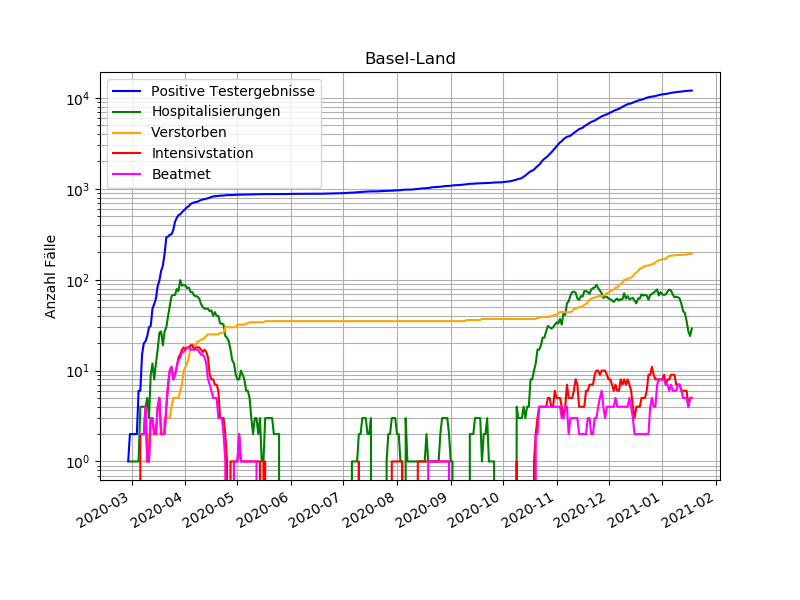 Basel-Land
Positive Testergebnisse
Hospitalisierungen
Verstorben
Intensivstation
Beatmet
Anzahl Fälle
10⁴
10³
10²
10¹
10⁰
2020-03
2020-04
2020-05
2020-06
2020-07
2020-08
2020-09
2020-10
2020-11
2020-12
2021-01
2021-02